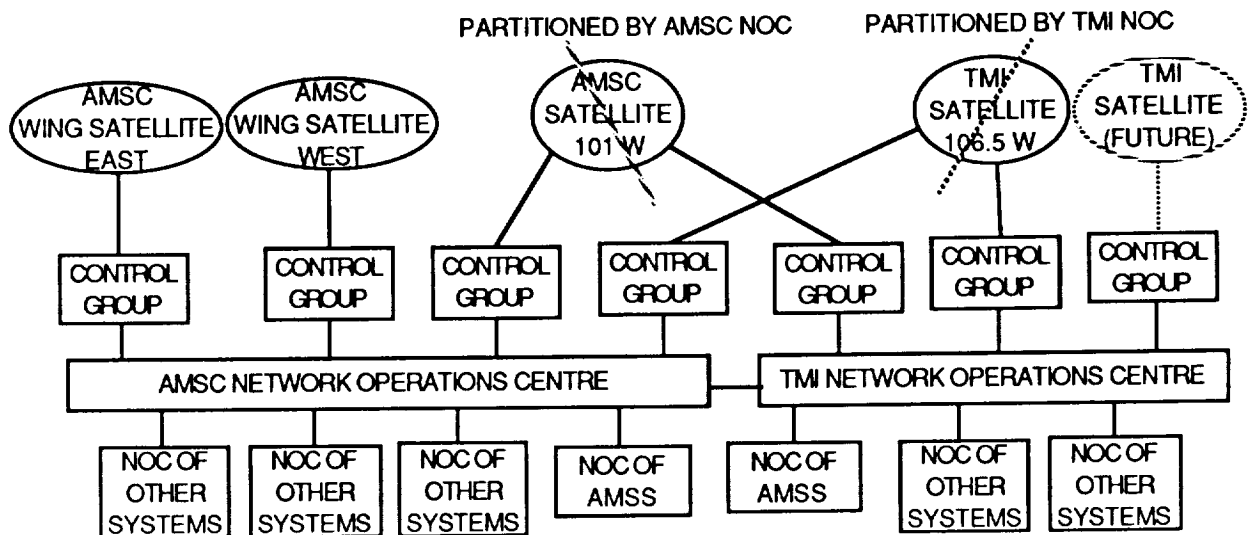 PARTITIONED BY AMSC NOC
PARTITIONED BY TMI NOC
AMSC
WING SATELLITE
EAST
AMSC
WING SATELLITE
WEST
AMSC
SATELLITE
101 W
TMI
SATELLITE
106.5 W
TMI
SATELLITE
(FUTURE)
CONTROL
GROUP
CONTROL
GROUP
CONTROL
GROUP
CONTROL
GROUP
CONTROL
GROUP
CONTROL
GROUP
CONTROL
GROUP
AMSC NETWORK OPERATIONS CENTRE
TMI NETWORK OPERATIONS CENTRE
NOC OF
OTHER
SYSTEMS
NOC OF
OTHER
SYSTEMS
NOC OF
OTHER
SYSTEMS
NOC OF
AMSS
NOC OF
AMSS
NOC OF
OTHER
SYSTEMS
NOC OF
OTHER
SYSTEMS